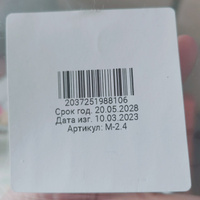 2037251988106
Срок год. 20.05.2028
Дата изг. 10.03.2023
Артикул: М-2.4